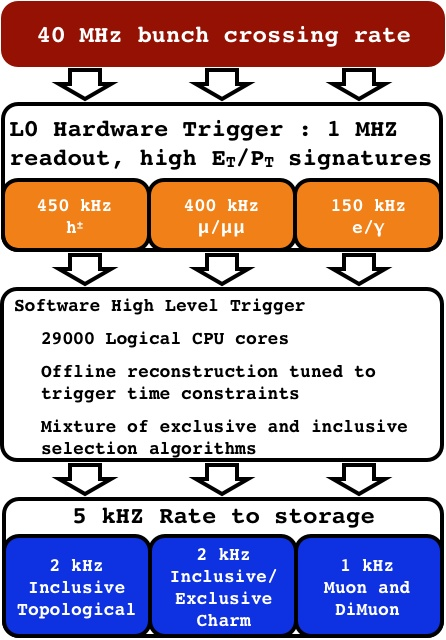 40 MHz bunch crossing rate
L0 Hardware Trigger : 1 MHZ
readout, high E_T/P_T signatures
450 kHz
h±
400 kHz
μ/μμ
150 kHz
e/γ
Software High Level Trigger
29000 Logical CPU cores
Offline reconstruction tuned to
trigger time constraints
Mixture of exclusive and inclusive
selection algorithms
5 kHZ Rate to storage
2 kHz
Inclusive
Topological
2 kHz
Inclusive/
Exclusive
Charm
1 kHz
Muon and
DiMuon